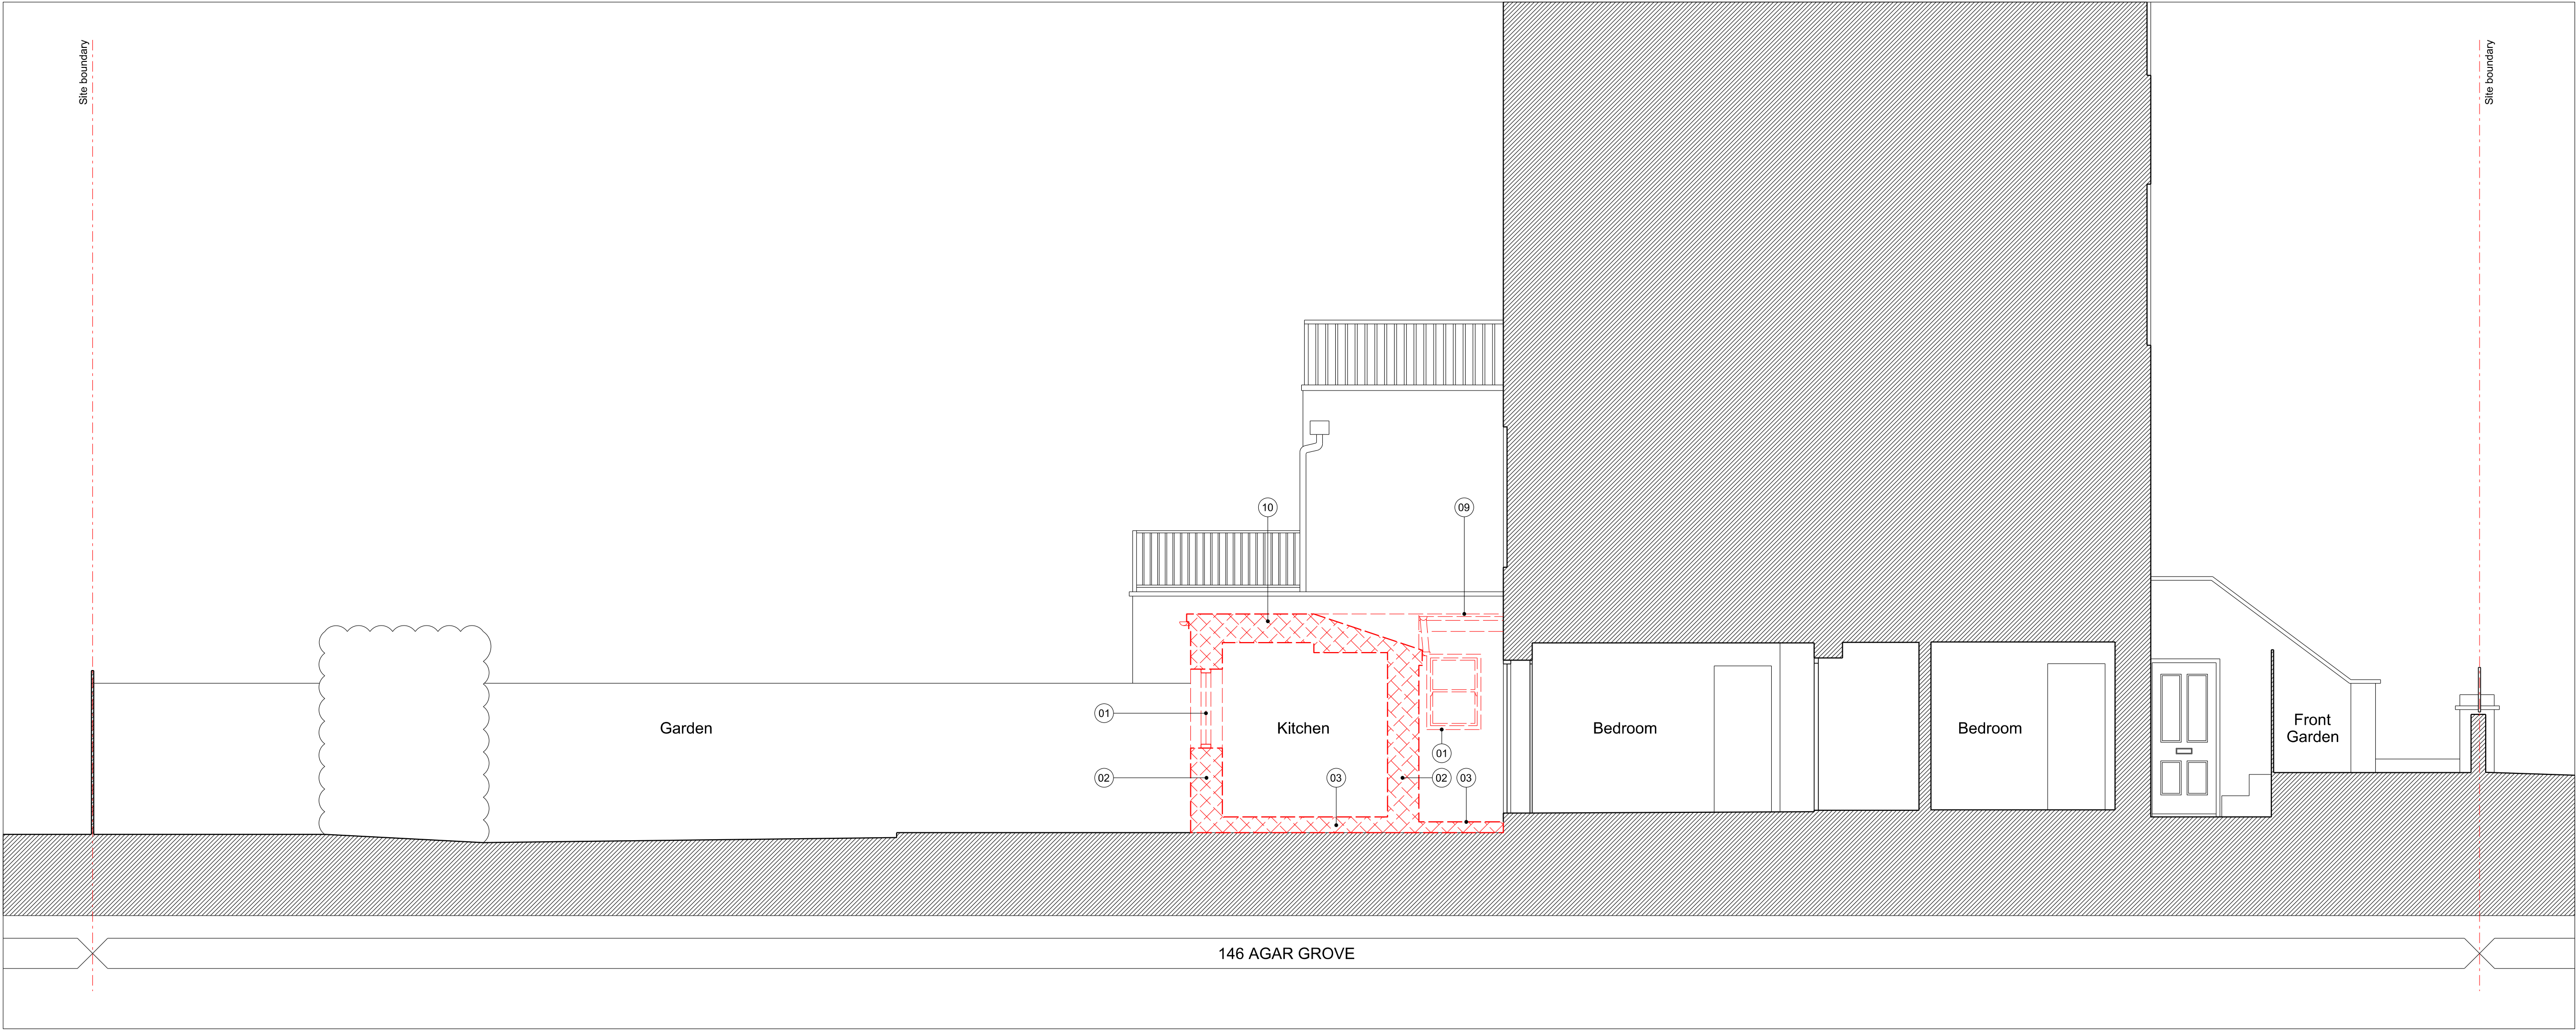 Site boundary
Site boundary
10
09
01
Garden
Kitchen
Bedroom
Bedroom
Front
Garden
01
02
03
02
03
146 AGAR GROVE